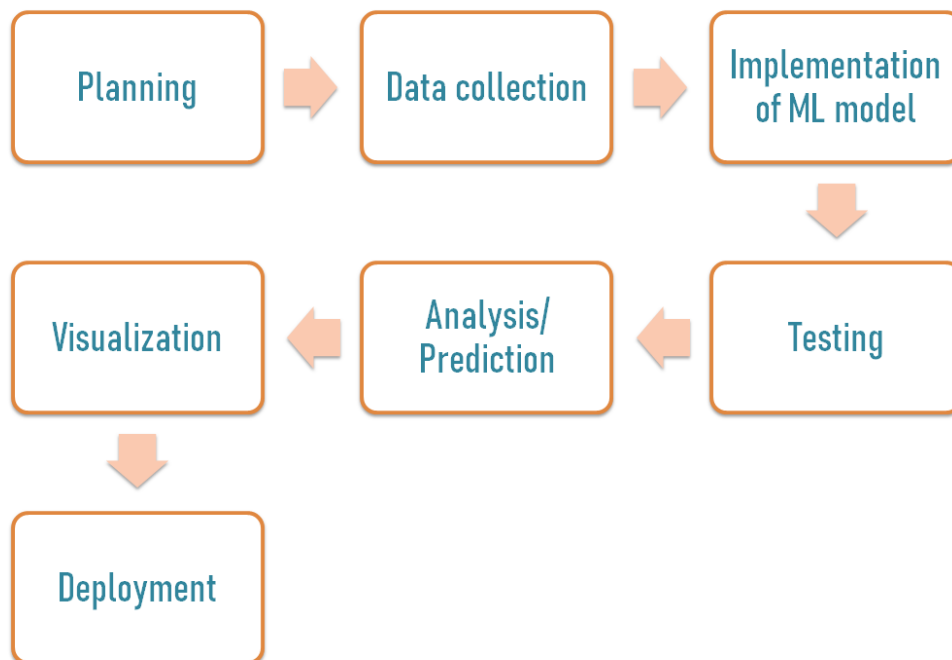 Planning
Data collection
Implementation
of ML model
Testing
Analysis/
Prediction
Visualization
Deployment